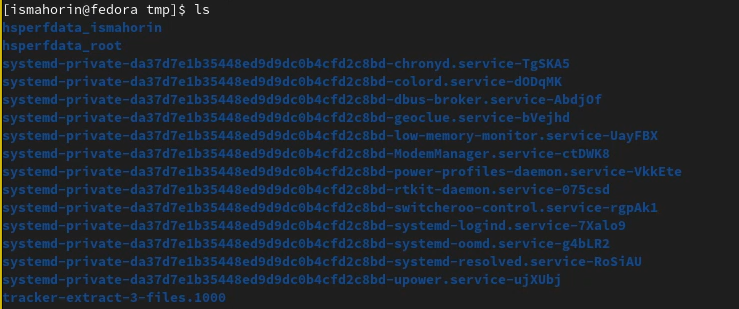 [ismahorin@fedora tmp]$ ls
hsperfdata_ismahorin
hsperfdata_root
systemd-private-da37d7e1b35448ed9d9dc0b4cfd2c8bd-chronyd.service-TgSKA5
systemd-private-da37d7e1b35448ed9d9dc0b4cfd2c8bd-colord.service-dODqMK
systemd-private-da37d7e1b35448ed9d9dc0b4cfd2c8bd-dbus-broker.service-AbdjOf
systemd-private-da37d7e1b35448ed9d9dc0b4cfd2c8bd-geoclue.service-bVejhd
systemd-private-da37d7e1b35448ed9d9dc0b4cfd2c8bd-low-memory-monitor.service-UayFBX
systemd-private-da37d7e1b35448ed9d9dc0b4cfd2c8bd-ModemManager.service-ctDWK8
systemd-private-da37d7e1b35448ed9d9dc0b4cfd2c8bd-power-profiles-daemon.service-VkkEte
systemd-private-da37d7e1b35448ed9d9dc0b4cfd2c8bd-rtkit-daemon.service-075csd
systemd-private-da37d7e1b35448ed9d9dc0b4cfd2c8bd-switcheroo-control.service-rgpAk1
systemd-private-da37d7e1b35448ed9d9dc0b4cfd2c8bd-systemd-logind.service-7Xalo9
systemd-private-da37d7e1b35448ed9d9dc0b4cfd2c8bd-systemd-oomd.service-g4bLR2
systemd-private-da37d7e1b35448ed9d9dc0b4cfd2c8bd-systemd-resolved.service-RoSiAU
systemd-private-da37d7e1b35448ed9d9dc0b4cfd2c8bd-upower.service-ujXUbj
tracker-extract-3-files.1000